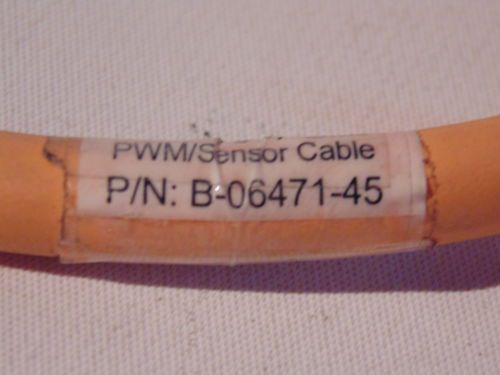 PWM/Sensor Cable
P/N: B-06471-45